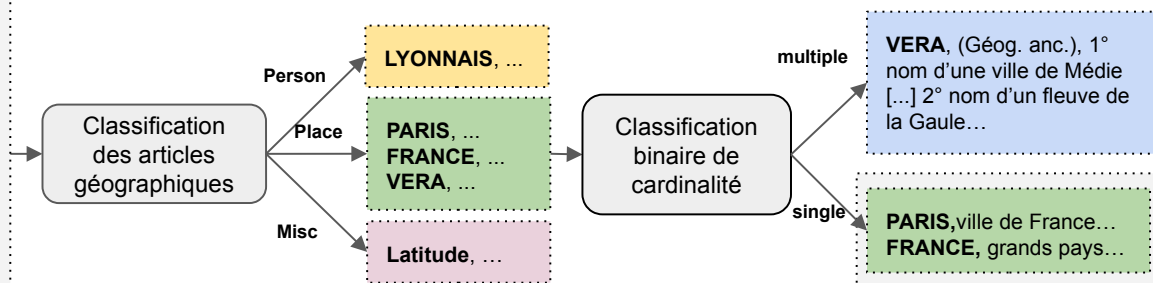 Classification
des articles
géographiques
Person
Place
Misc
LYONNAIS, ...
PARIS, ...
FRANCE, ...
VERA, ...
Latitude, …
Classification
binaire de
cardinalité
multiple
single
VERA, (Géog. anc.), 1°
nom d’une ville de Médie
[...] 2° nom d’un fleuve de
la Gaule…
PARIS,ville de France…
FRANCE, grands pays…